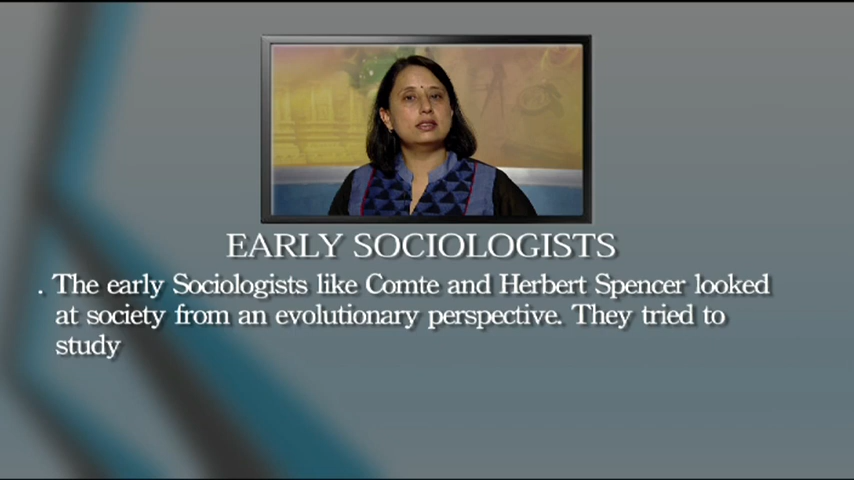 EARLY SOCIOLOGISTS
. The early Sociologists like Comte and Herbert Spencer looked
at society from an evolutionary perspective. They tried to
study